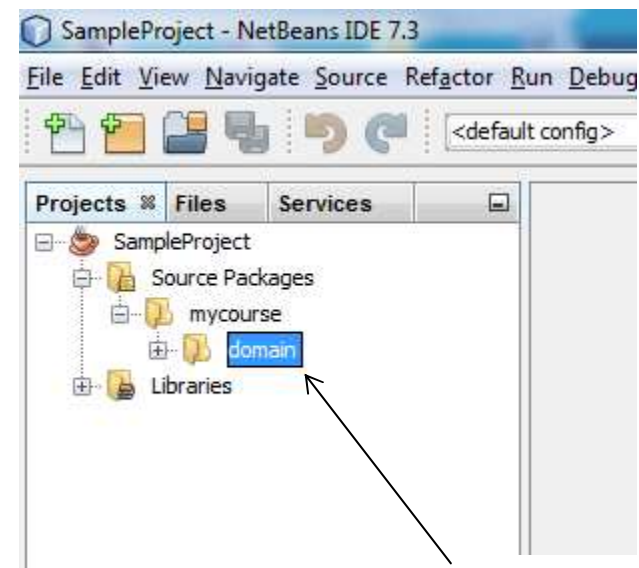 SampleProject - NetBeans IDE 7.3
File Edit View Navigate Source Refactor Run Debug
<default config>
Projects Files Services
SampleProject
Source Packages
mycourse
domain
Libraries